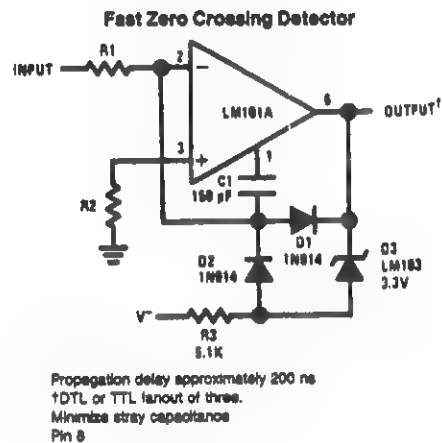 Fast Zero Crossing Detector
R1
INPUT
2
LM101A
6
OUTPUT†
3
1
C1
150 pF
R2
D1
1N914
D2
1N914
D3
LM103
3.3V
V-
R3
5.1K
Propagation delay approximately 200 ns
†DTL or TTL fanout of three.
Minimize stray capacitance
Pin 8